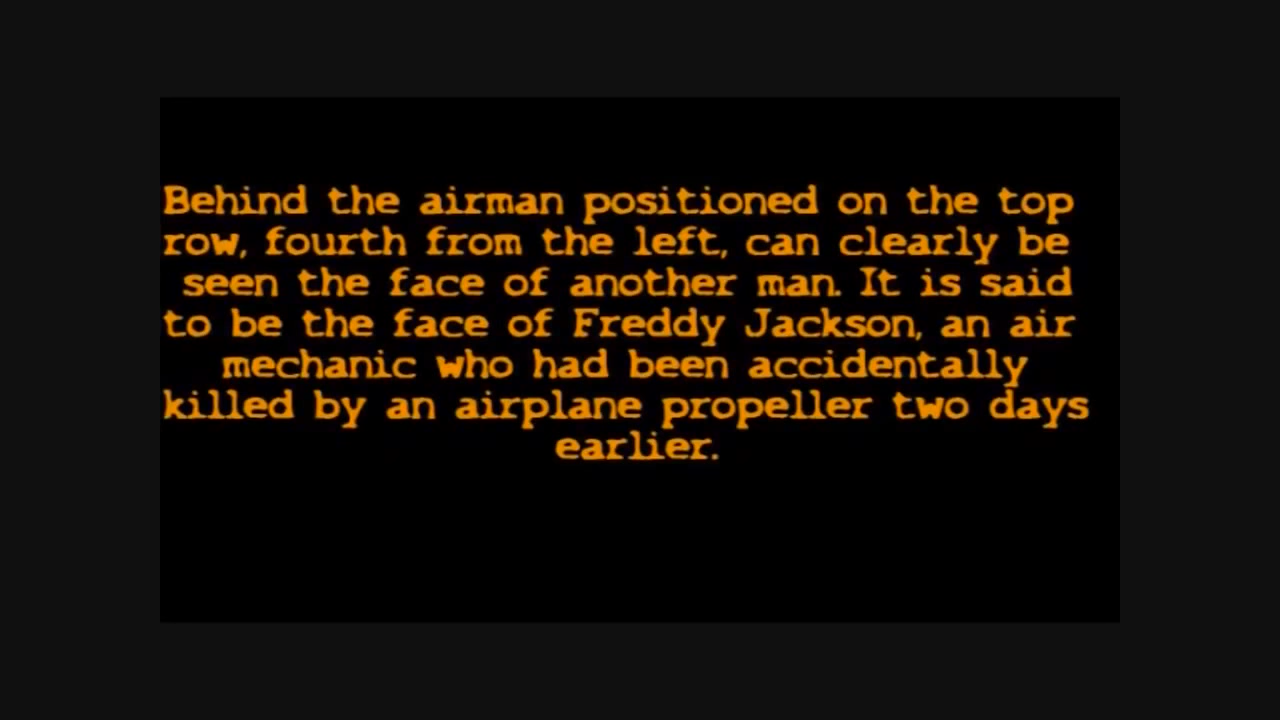 Behind the airman positioned on the top
row, fourth from the left, can clearly be
seen the face of another man. It is said
to be the face of Freddy Jackson, an air
mechanic who had been accidentally
killed by an airplane propeller two days
earlier.